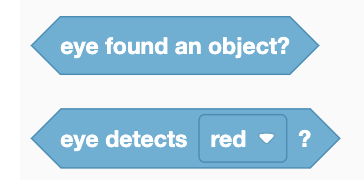 eye found an object?
eye detects red ?